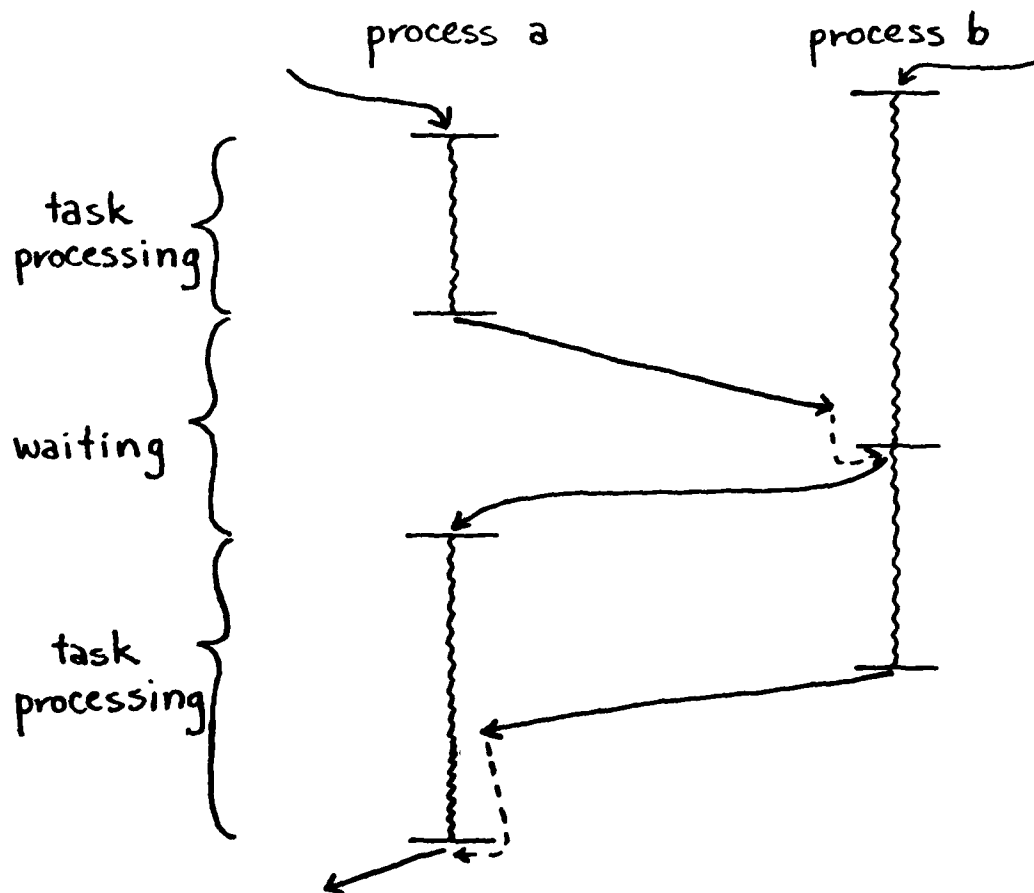 process a
process b
task
processing
waiting
task
processing